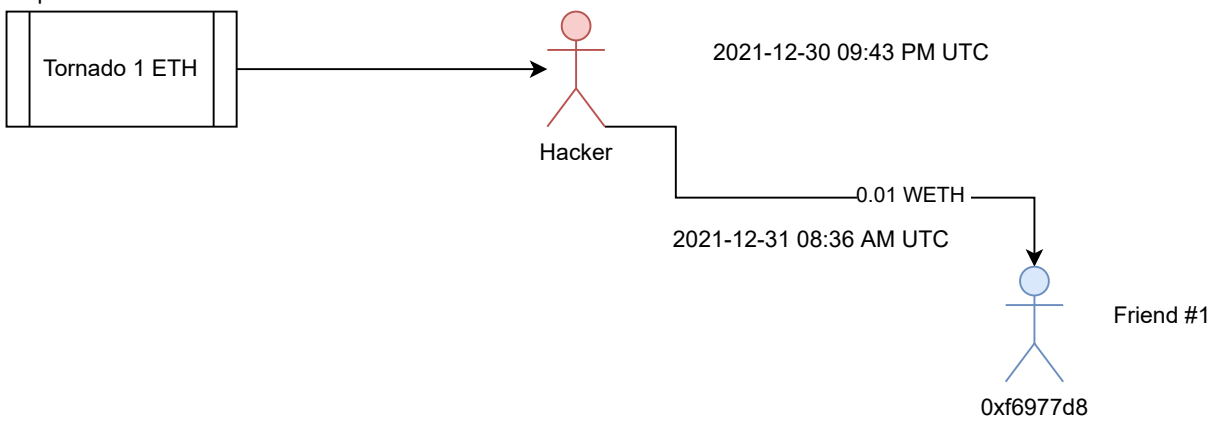 Tornado 1 ETH
2021-12-30 09:43 PM UTC
Hacker
0.01 WETH
2021-12-31 08:36 AM UTC
Friend #1
0xf6977d8